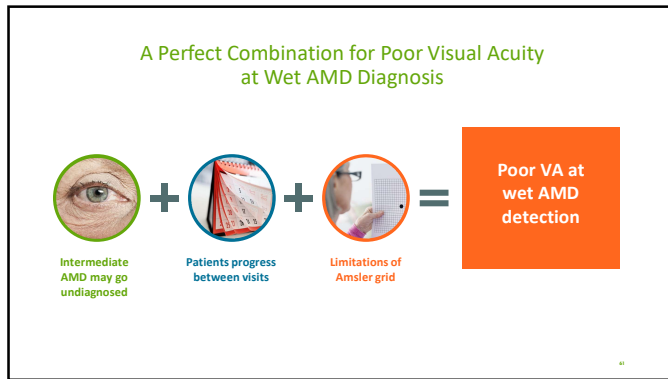 A Perfect Combination for Poor Visual Acuity
at Wet AMD Diagnosis
Intermediate
AMD may go
undiagnosed
+
Patients progress
between visits
+
Limitations of
Amsler grid
=
Poor VA at
wet AMD
detection